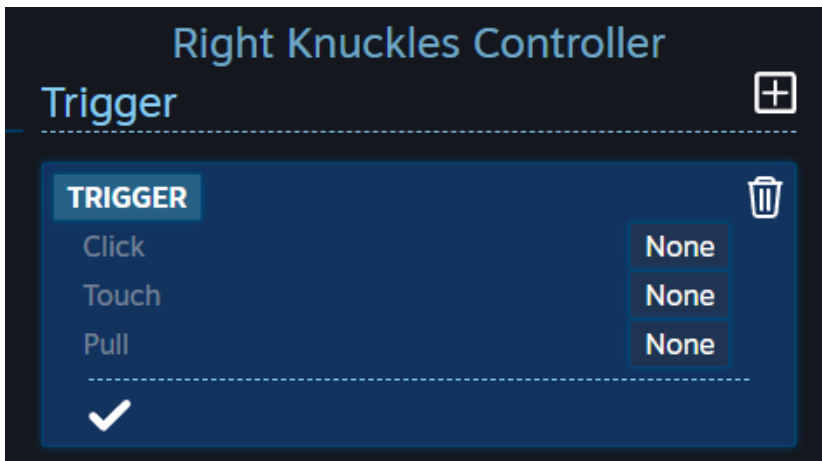 Right Knuckles Controller
Trigger
TRIGGER
Click None
Touch None
Pull None